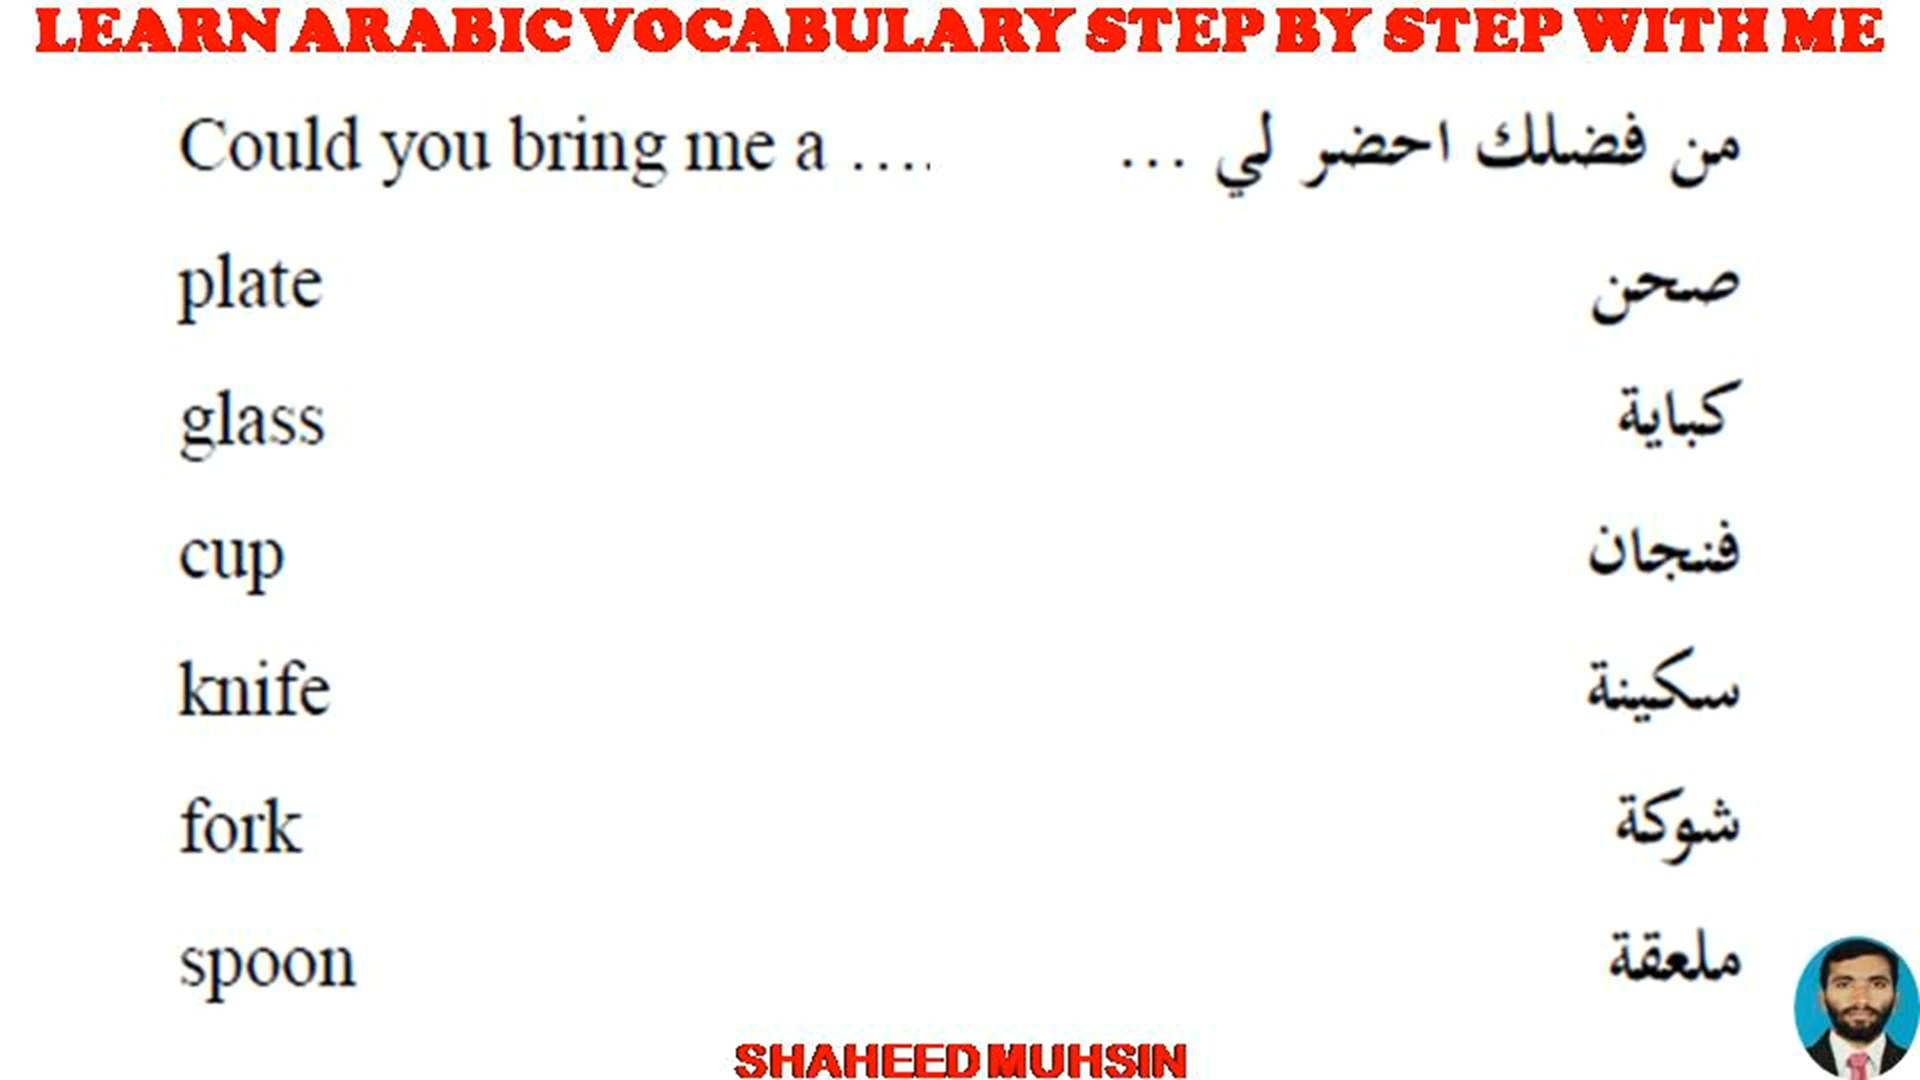 LEARN ARABIC VOCABULARY STEP BY STEP WITH ME
Could you bring me a .... من فضلك احضر لي ...
plate صحن
glass كباية
cup فنجان
knife سكينة
fork شوكة
spoon ملعقة
SHAHEED MUHSIN